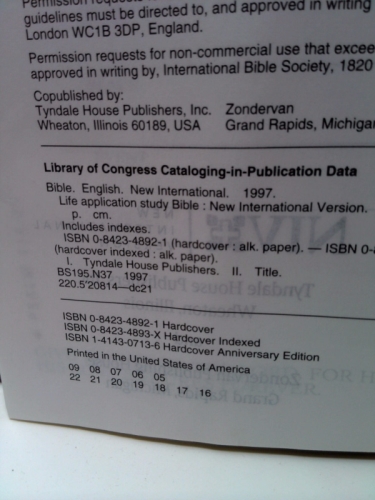 Permission requests
guidelines must be directed to, and approved in writing
London WC1B 3DP, England.
Permission requests for non-commercial use that excee
approved in writing by, International Bible Society, 1820
Copublished by:
Tyndale House Publishers, Inc. Zondervan
Wheaton, Illinois 60189, USA Grand Rapids, Michigan
Library of Congress Cataloging-in-Publication Data
Bible. English. New International. 1997.
Life application study Bible : New International Version.
p. cm.
Includes indexes.
ISBN 0-8423-4892-1 (hardcover : alk. paper). — ISBN 0-
(hardcover indexed : alk. paper).
I. Tyndale House Publishers. II. Title.
BS195.N37 1997
220.5'20814—dc21
ISBN 0-8423-4892-1 Hardcover
ISBN 0-8423-4893-X Hardcover Indexed
ISBN 1-4143-0713-6 Hardcover Anniversary Edition
Printed in the United States of America
09 08 07 06 05
22 21 20 19 18 17 16